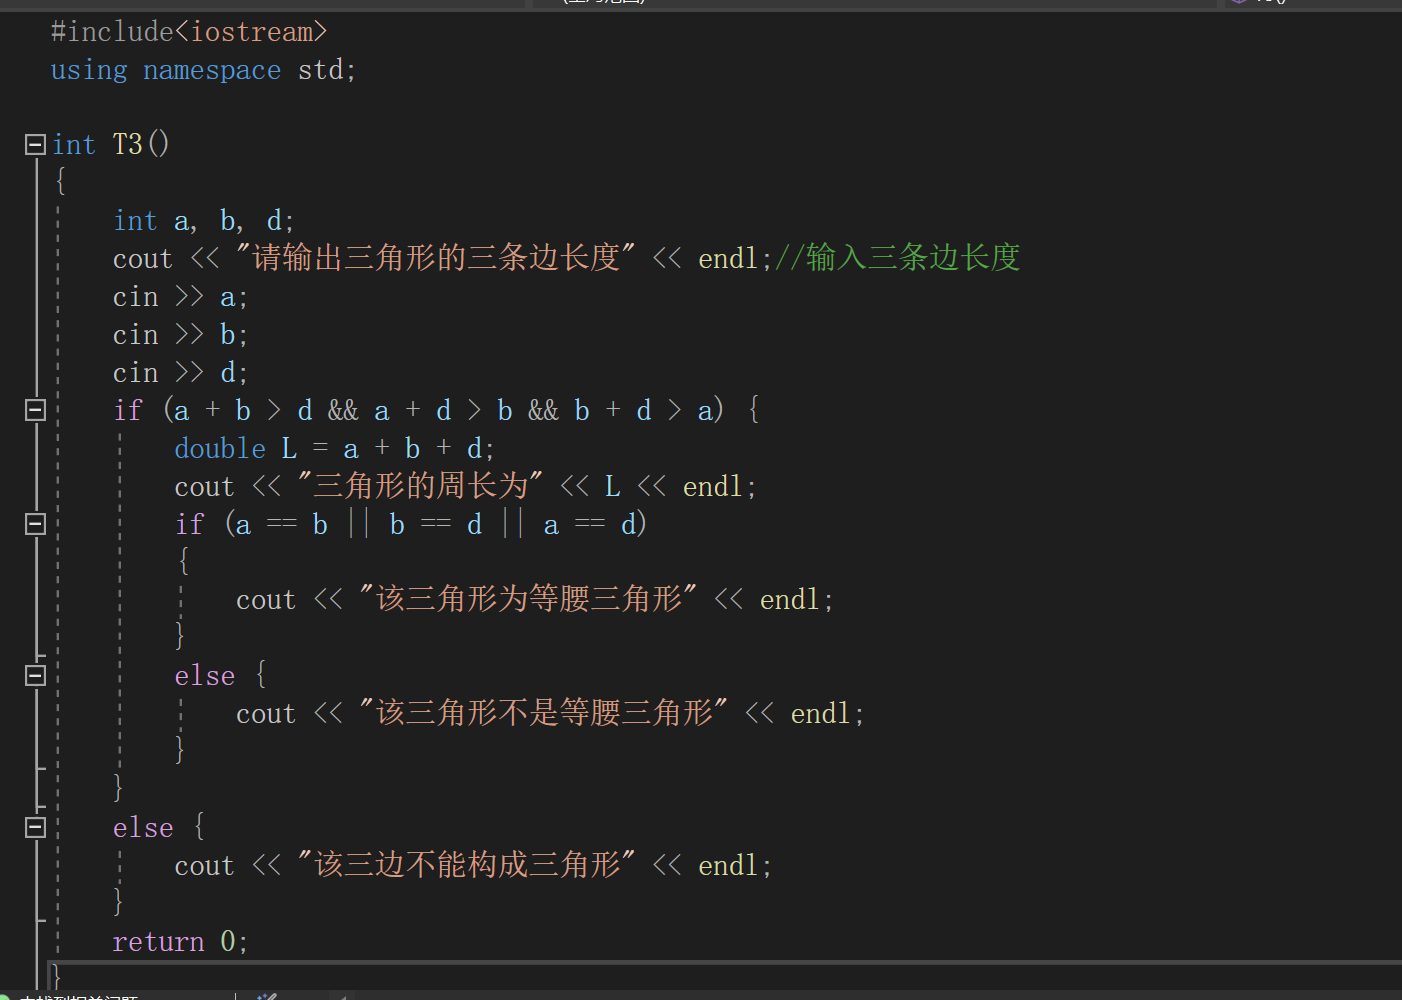 #include<iostream>
using namespace std;
int T3()
{
int a, b, d;
cout << "请输出三角形的三条边长度" << endl;//输入三条边长度
cin >> a;
cin >> b;
cin >> d;
if (a + b > d && a + d > b && b + d > a) {
double L = a + b + d;
cout << "三角形的周长为" << L << endl;
if (a == b || b == d || a == d)
{
cout << "该三角形为等腰三角形" << endl;
}
else {
cout << "该三角形不是等腰三角形" << endl;
}
}
else {
cout << "该三边不能构成三角形" << endl;
}
return 0;
}